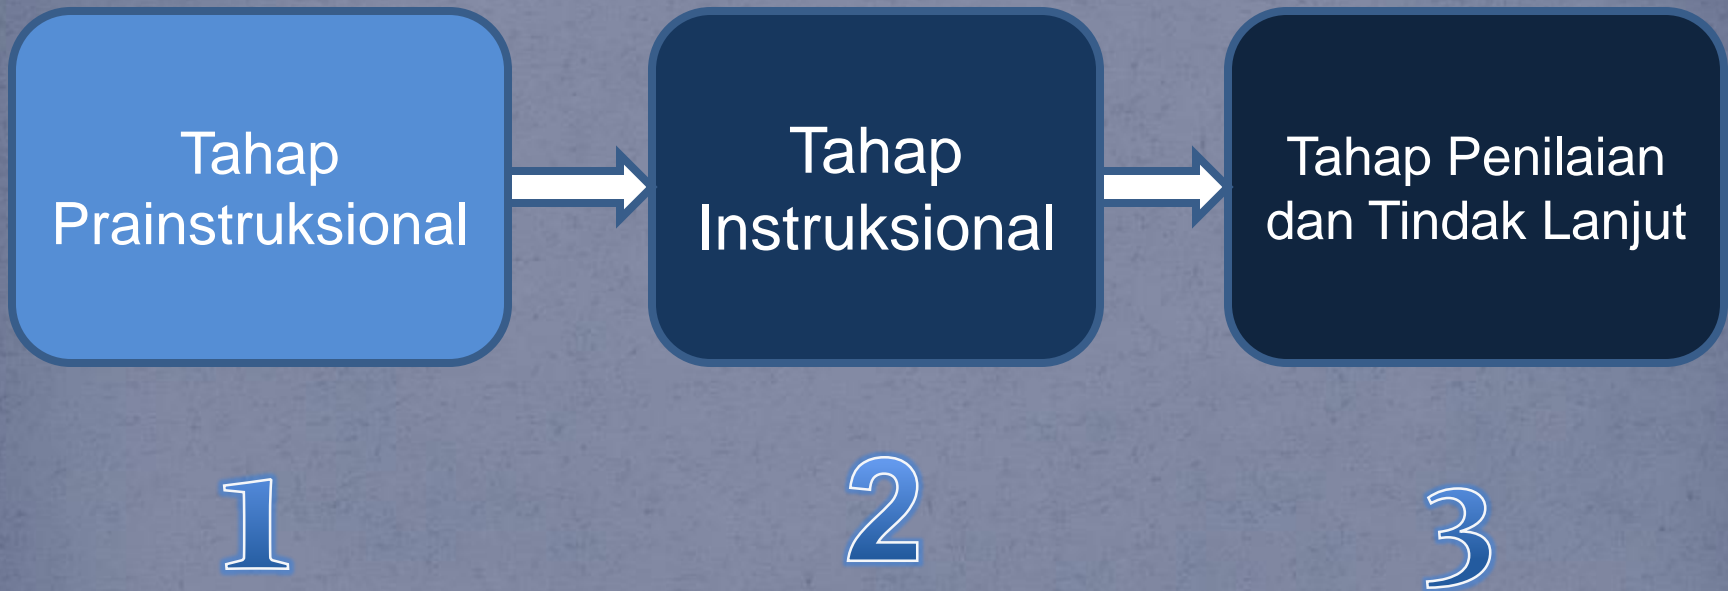 Tahap
Prainstruksional
Tahap
Instruksional
Tahap Penilaian
dan Tindak Lanjut
1
2
3